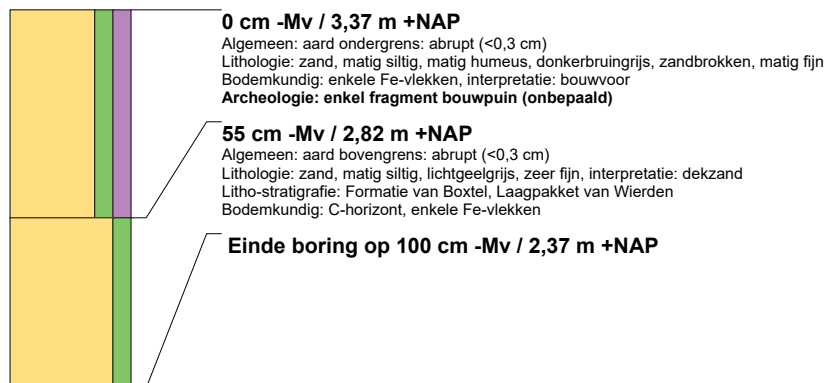 0 cm -Mv / 3,37 m +NAP
Algemeen: aard ondergrens: abrupt (<0,3 cm)
Lithologie: zand, matig siltig, matig humeus, donkerbruingrijs, zandbrokken, matig fijn
Bodemkundig: enkele Fe-vlekken, interpretatie: bouwvoor
Archeologie: enkel fragment bouwpuin (onbepaald)
55 cm -Mv / 2,82 m +NAP
Algemeen: aard bovengrens: abrupt (<0,3 cm)
Lithologie: zand, matig siltig, lichtgeelgrijs, zeer fijn, interpretatie: dekzand
Litho-stratigrafie: Formatie van Boxtel, Laagpakket van Wierden
Bodemkundig: C-horizont, enkele Fe-vlekken
Einde boring op 100 cm -Mv / 2,37 m +NAP